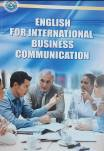 ENGLISH
FOR INTERNATIONAL
BUSINESS
COMMUNICATION